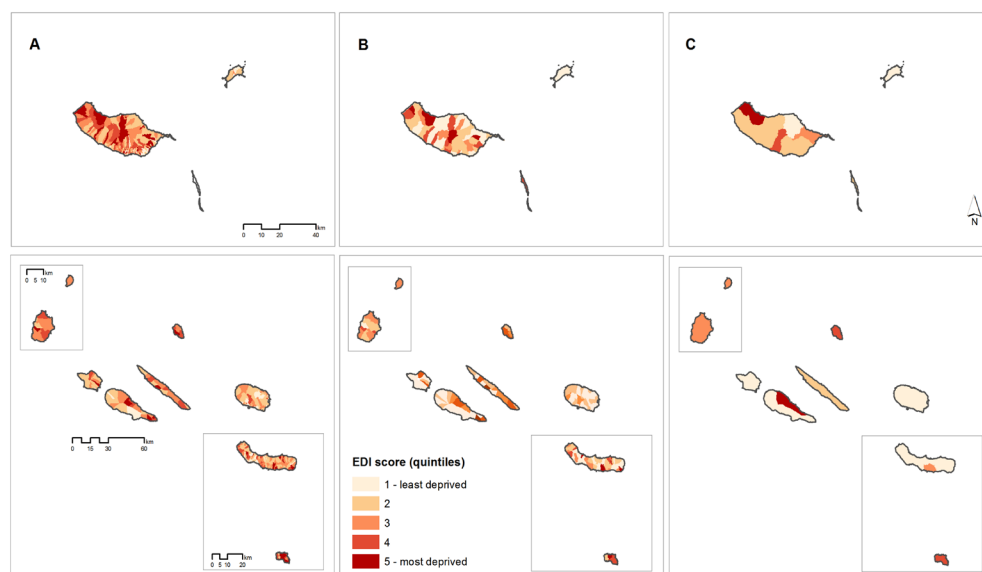 A
B
C
0 10 20 40
km
N
km
0 5 10
km
0 15 30 60
km
0 5 10 20
EDI score (quintiles)
1 - least deprived
2
3
4
5 - most deprived